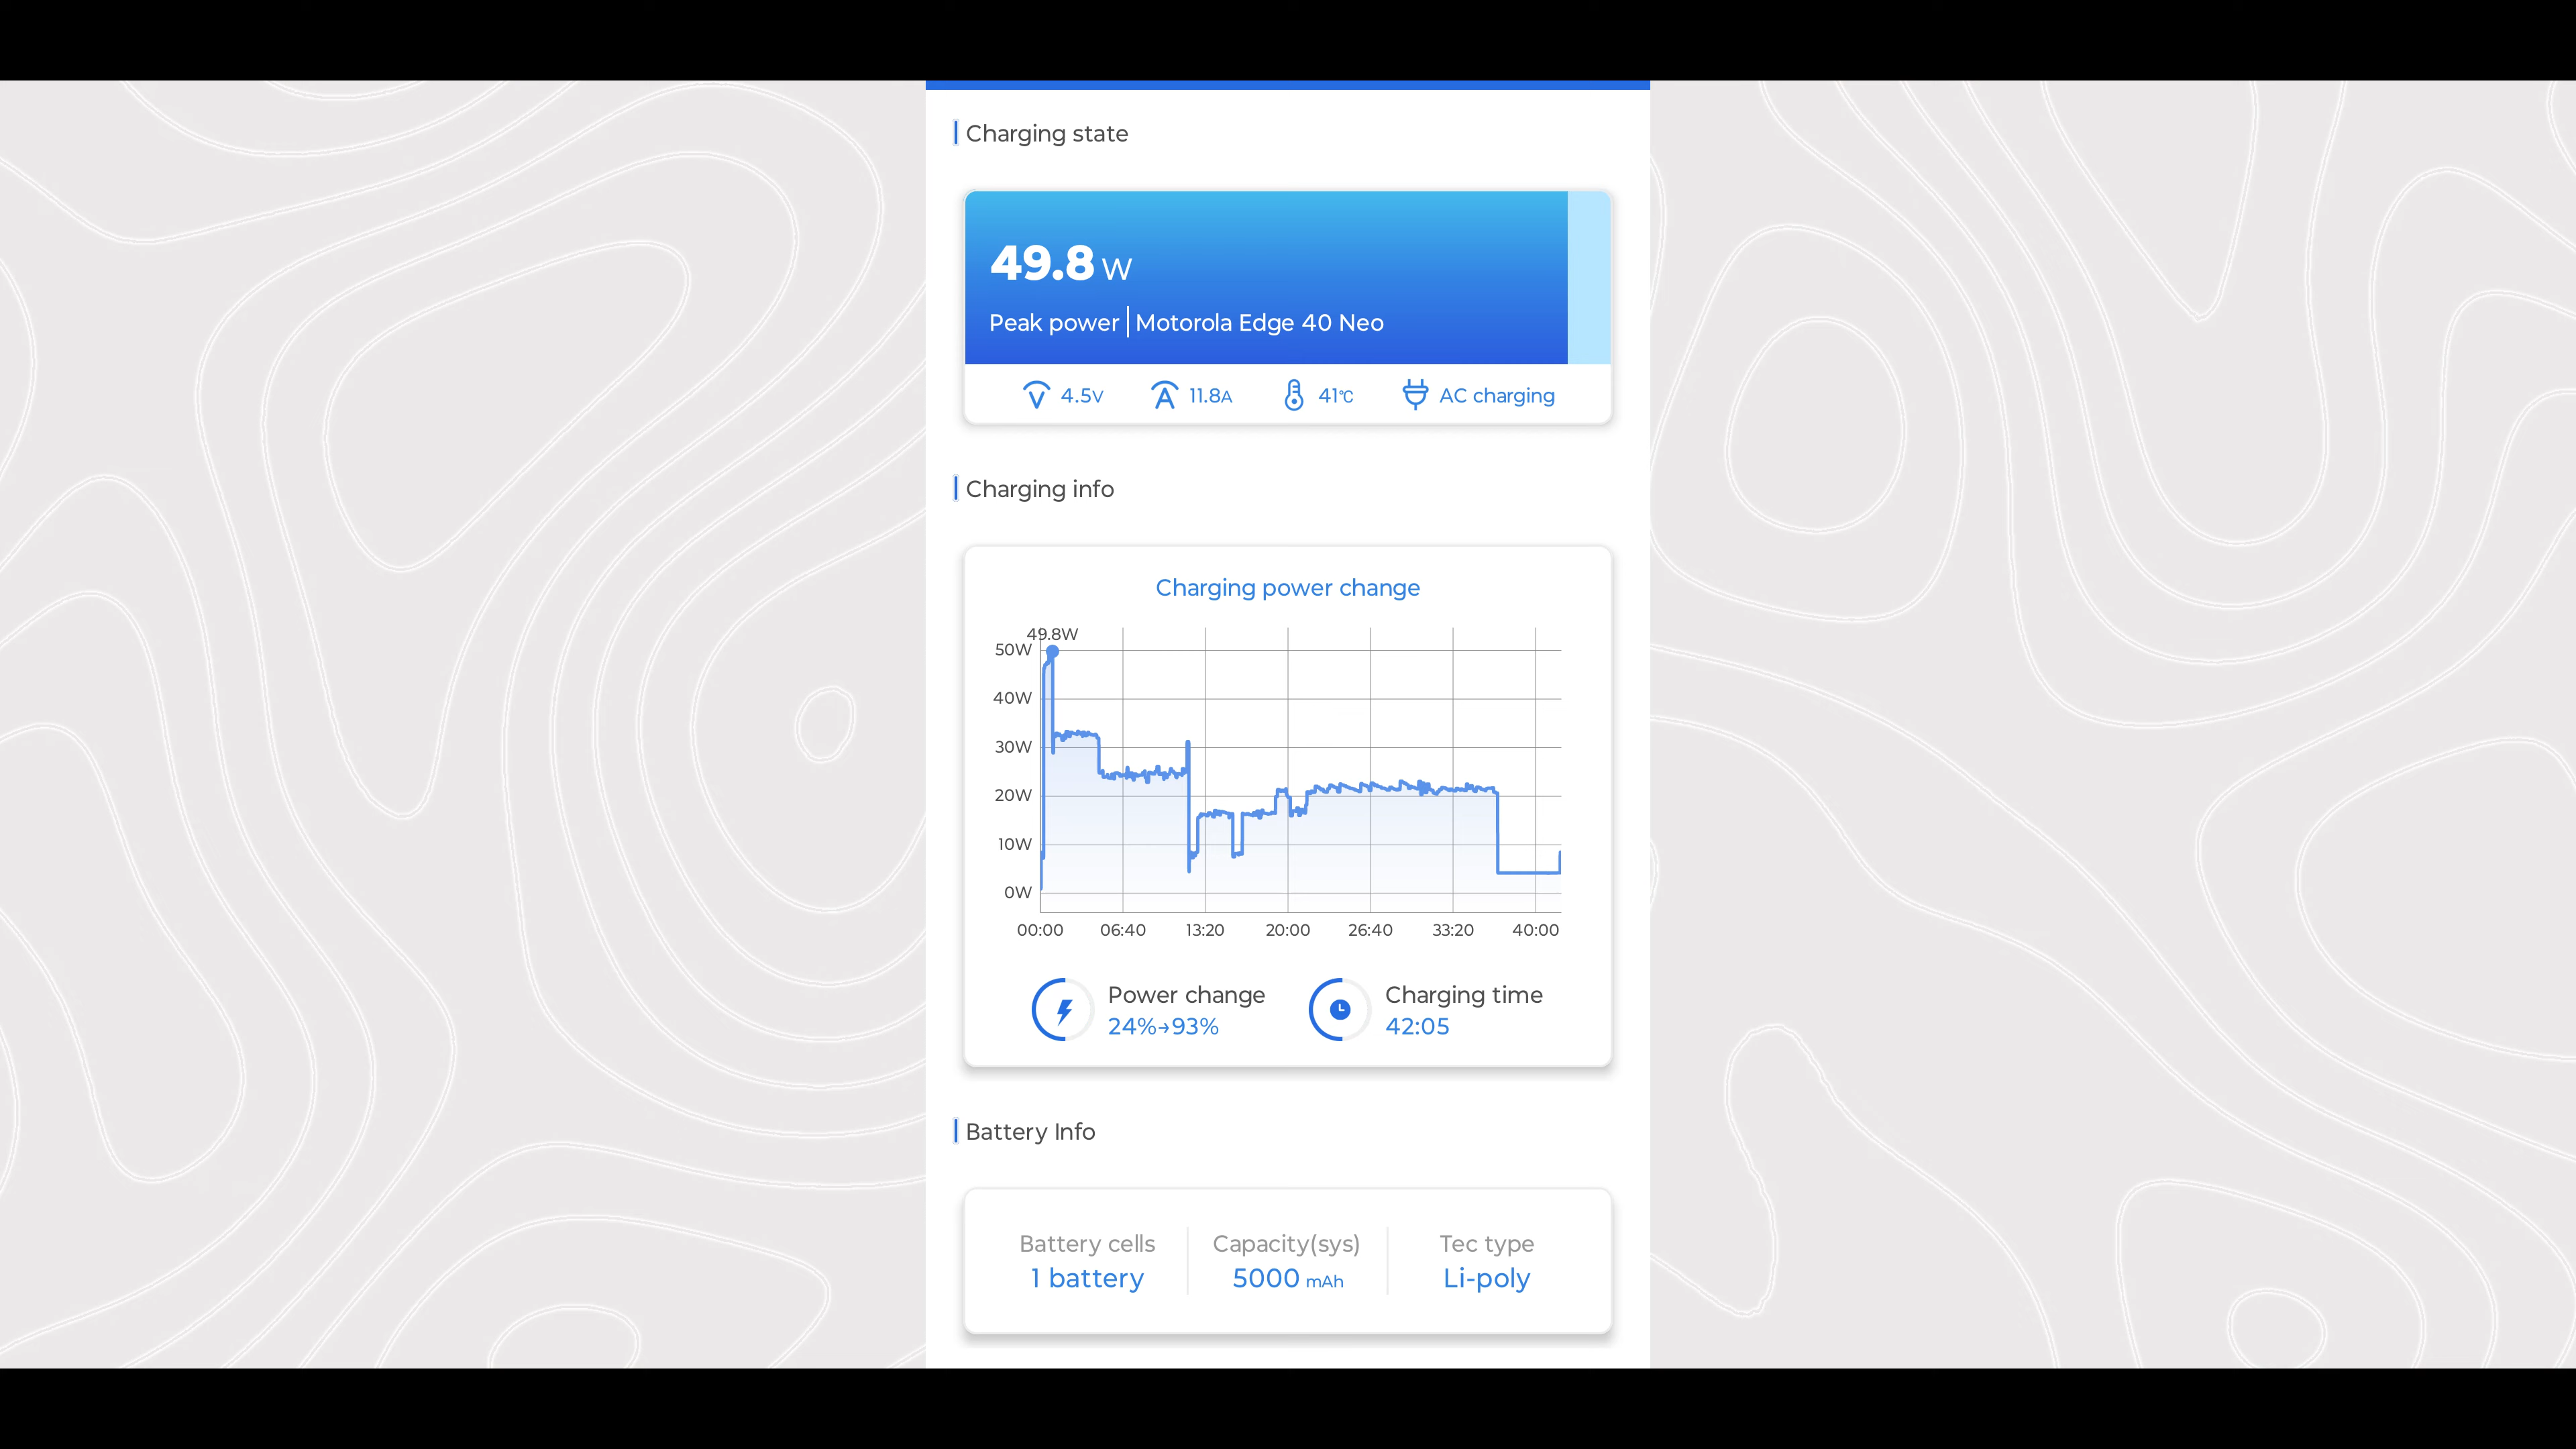 Charging state
49.8 W
Peak power | Motorola Edge 40 Neo
4.5V 11.8A 41℃ AC charging
Charging info
Charging power change
49.8W
50W
40W
30W
20W
10W
0W
00:00 06:40 13:20 20:00 26:40 33:20 40:00
Power change Charging time
24%→93% 42:05
Battery Info
Battery cells Capacity(sys) Tec type
1 battery 5000 mAh Li-poly